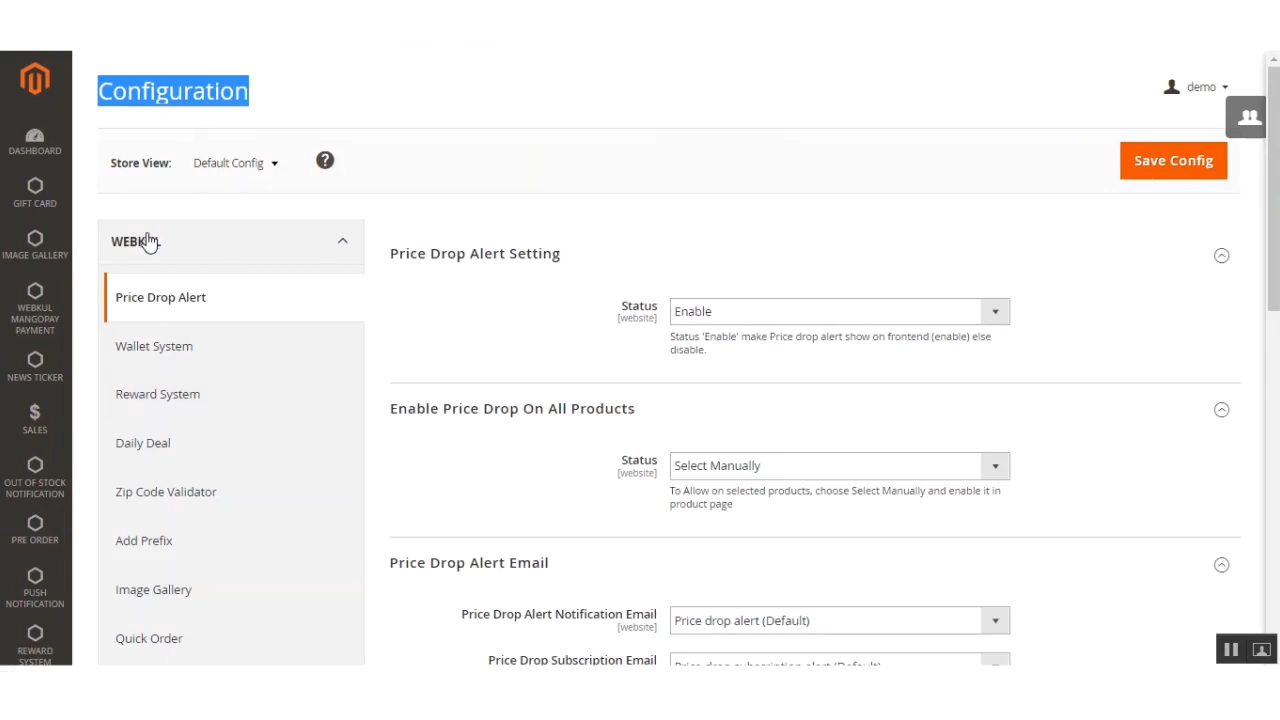 Configuration
demo
DASHBOARD
GIFT CARD
IMAGE GALLERY
WEBKUL
MANGOPAY
PAYMENT
NEWS TICKER
SALES
OUT OF STOCK
NOTIFICATION
PRE ORDER
PUSH
NOTIFICATION
REWARD
SYSTEM
Store View:
Default Config
?
Save Config
Price Drop Alert
Wallet System
Reward System
Daily Deal
Zip Code Validator
Add Prefix
Image Gallery
Quick Order
Price Drop Alert Setting
Status
[website]
Enable
Status 'Enable' make Price drop alert show on frontend (enable) else
disable.
Enable Price Drop On All Products
Status
[website]
Select Manually
To Allow on selected products, choose Select Manually and enable it in
product page
Price Drop Alert Email
Price Drop Alert Notification Email
[website]
Price drop alert (Default)
Price Drop Subscription Email
Price drop subscription alert (Default)